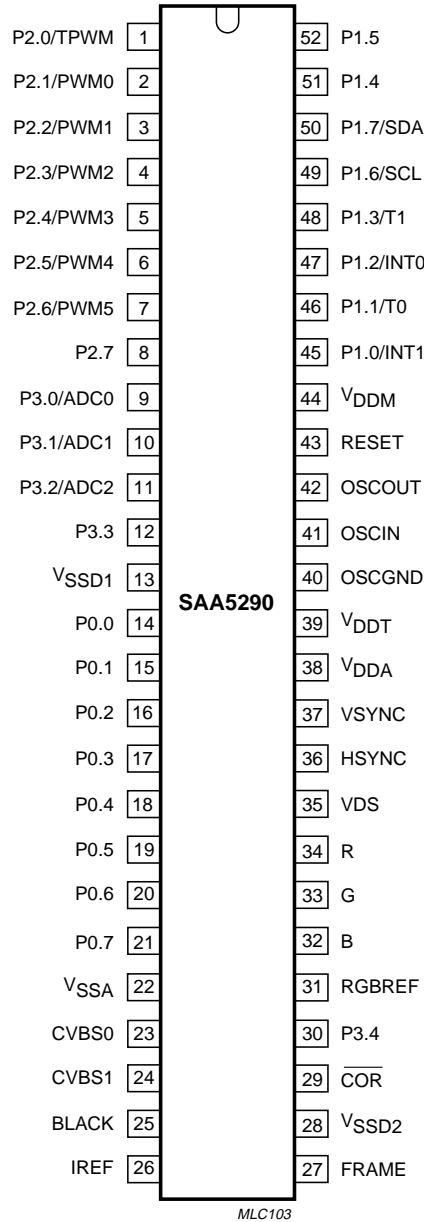 P2.0/TPWM 1 52 P1.5
P2.1/PWM0 2 51 P1.4
P2.2/PWM1 3 50 P1.7/SDA
P2.3/PWM2 4 49 P1.6/SCL
P2.4/PWM3 5 48 P1.3/T1
P2.5/PWM4 6 47 P1.2/INT0
P2.6/PWM5 7 46 P1.1/T0
P2.7 8 45 P1.0/INT1
P3.0/ADC0 9 44 VDDM
P3.1/ADC1 10 43 RESET
P3.2/ADC2 11 42 OSCOUT
P3.3 12 41 OSCIN
VSSD1 13 40 OSCGND
SAA5290
P0.0 14 39 VDDT
P0.1 15 38 VDDA
P0.2 16 37 VSYNC
P0.3 17 36 HSYNC
P0.4 18 35 VDS
P0.5 19 34 R
P0.6 20 33 G
P0.7 21 32 B
VSSA 22 31 RGBREF
CVBS0 23 30 P3.4
CVBS1 24 29 COR
BLACK 25 28 VSSD2
IREF 26 27 FRAME
MLC103